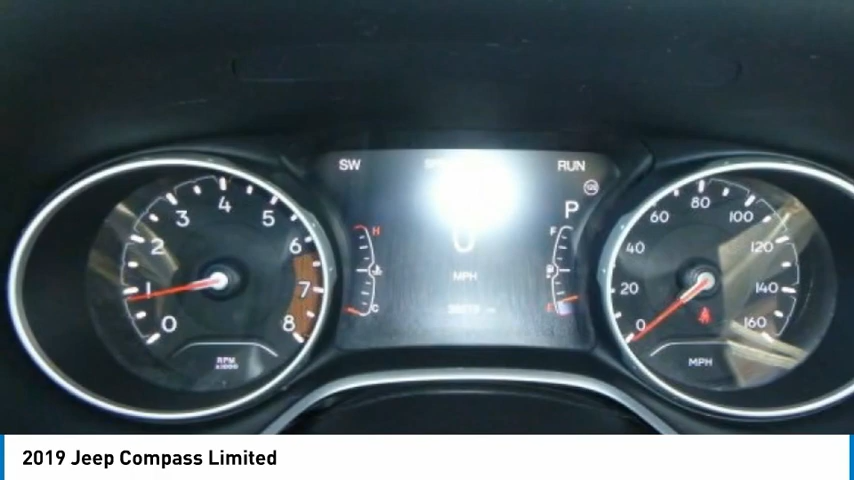 SW
RUN
P
0 1 2 3 4 5 6 7 8
RPM
x1000
H
C
MPH
F
0 20 40 60 80 100 120 140 160
MPH
2019 Jeep Compass Limited